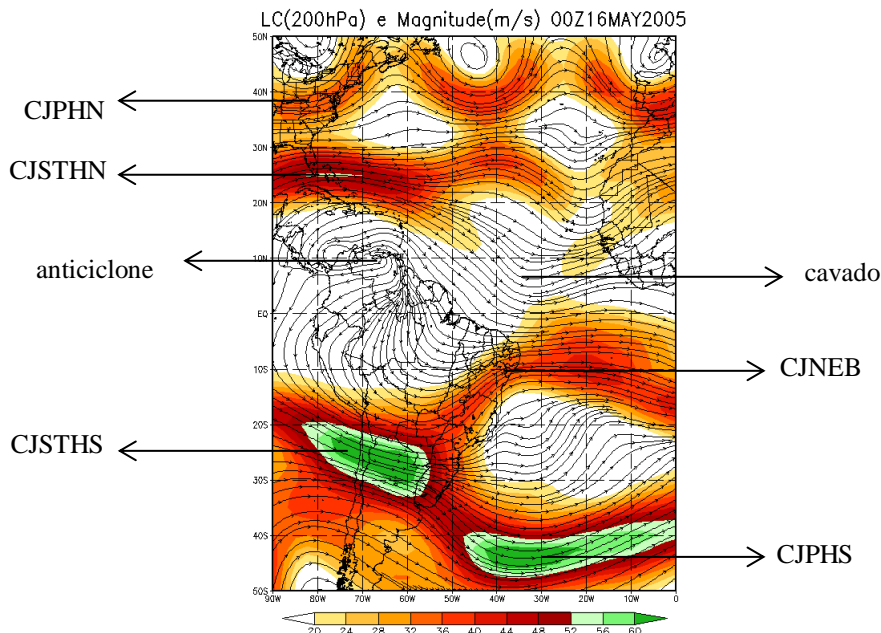 LC(200hPa) e Magnitude(m/s) 00Z16MAY2005
50N
40N
CJPHN
30N
CJSTHN
20N
anticiclone
10N
cavado
EQ
10S
CJNEB
20S
CJSTHS
30S
40S
CJPHS
50S
90W 80W 70W 60W 50W 40W 30W 20W 10W 0
20 24 28 32 36 40 44 48 52 56 60